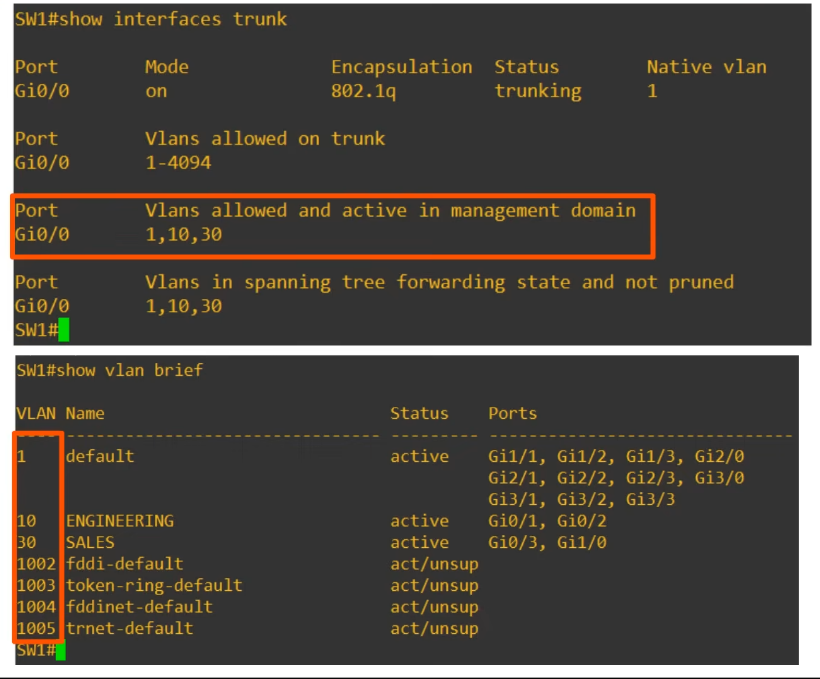 SW1#show interfaces trunk
Port Mode Encapsulation Status Native vlan
Gi0/0 on 802.1q trunking 1
Port Vlans allowed on trunk
Gi0/0 1-4094
Port Vlans allowed and active in management domain
Gi0/0 1,10,30
Port Vlans in spanning tree forwarding state and not pruned
Gi0/0 1,10,30
SW1#
SW1#show vlan brief
VLAN Name Status Ports
---- -------------------------------- --------- -------------------------------
1 default active Gi1/1, Gi1/2, Gi1/3, Gi2/0
Gi2/1, Gi2/2, Gi2/3, Gi3/0
Gi3/1, Gi3/2, Gi3/3
10 ENGINEERING active Gi0/1, Gi0/2
30 SALES active Gi0/3, Gi1/0
1002 fddi-default act/unsup
1003 token-ring-default act/unsup
1004 fddinet-default act/unsup
1005 trnet-default act/unsup
SW1#